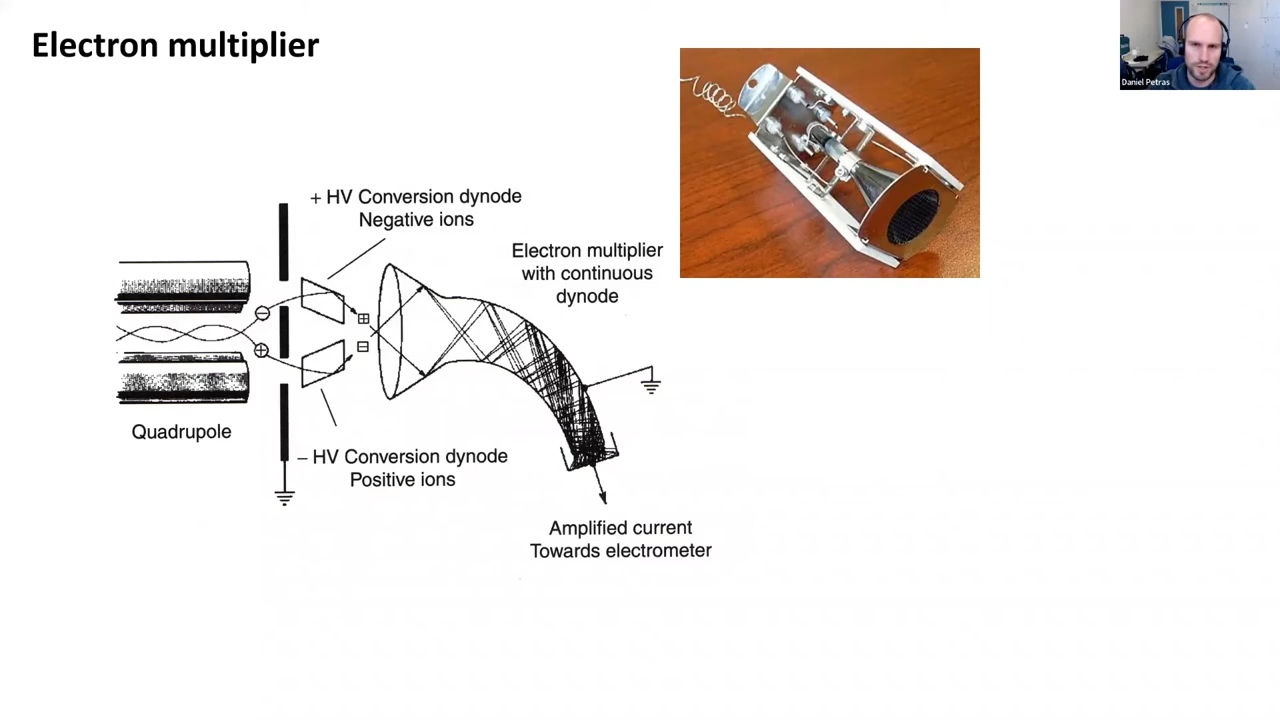 Electron multiplier
Daniel Petras
+ HV Conversion dynode
Negative ions
Electron multiplier
with continuous
dynode
Quadrupole
– HV Conversion dynode
Positive ions
Amplified current
Towards electrometer